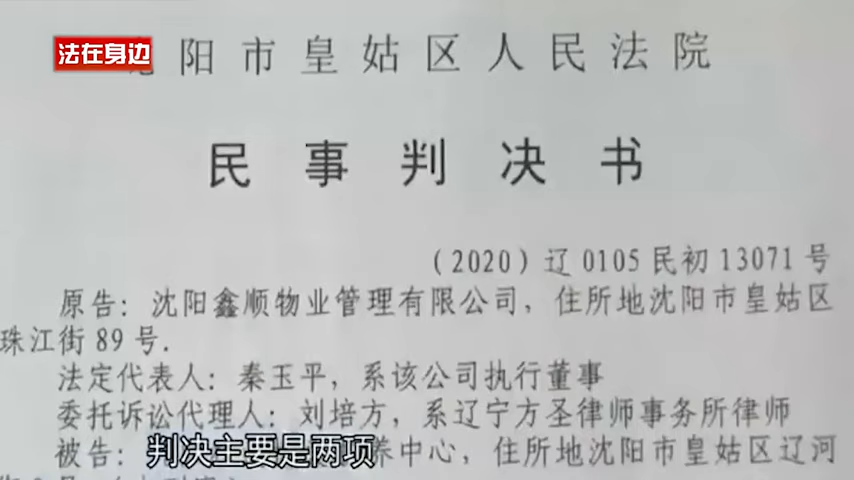 法在身边
阳市皇姑区人民法院
民事判决书
（2020）辽0105民初13071号
原告：沈阳鑫顺物业管理有限公司，住所地沈阳市皇姑区
珠江街89号.
法定代表人：秦玉平，系该公司执行董事
委托诉讼代理人：刘培方，系辽宁方圣律师事务所律师
被告：
养中心，住所地沈阳市皇姑区辽河
判决主要是两项